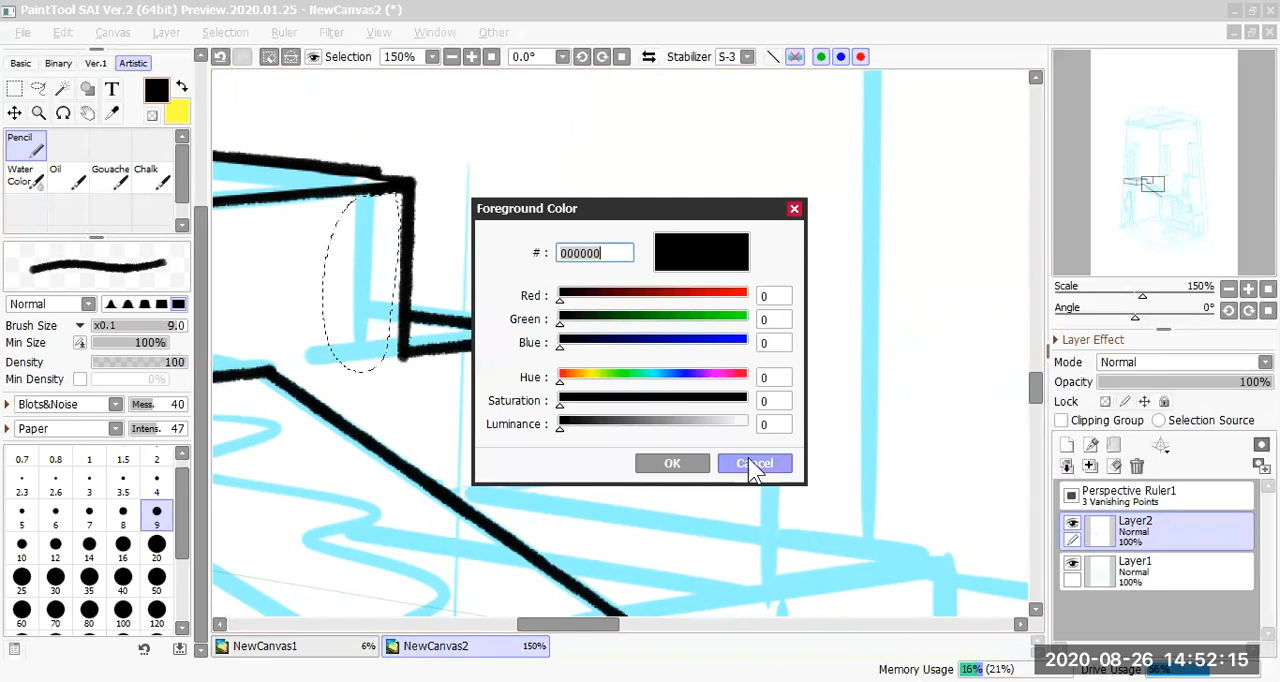 PaintTool SAI Ver.2 (64bit) Preview.2020.01.25 - NewCanvas2 (*)
File Edit Canvas Layer Selection Ruler Filter View Window Other
Basic Binary Ver.1 Artistic
Selection 150% 0.0° Stabilizer S-3
T
Pencil
Water Color Oil Gouache Chalk
Normal
Brush Size x0.1 9.0
Min Size 100%
Density 100
Min Density 0%
Blots&Noise Mess. 40
Paper Intens. 47
0.7 0.8 1 1.5 2
2.3 2.6 3 3.5 4
5 6 7 8 9
10 12 14 16 20
25 30 35 40 50
60 70 80 100 120
Foreground Color
# : 000000
Red : 0
Green : 0
Blue : 0
Hue : 0
Saturation : 0
Luminance : 0
OK Cancel
Scale 150%
Angle 0°
Layer Effect
Mode Normal
Opacity 100%
Lock
Clipping Group Selection Source
Perspective Ruler1
3 Vanishing Points
Layer2
Normal
100%
Layer1
Normal
100%
NewCanvas1 6% NewCanvas2 150%
Memory Usage 16% (21%) Drive Usage 56%
2020-08-26 14:52:15